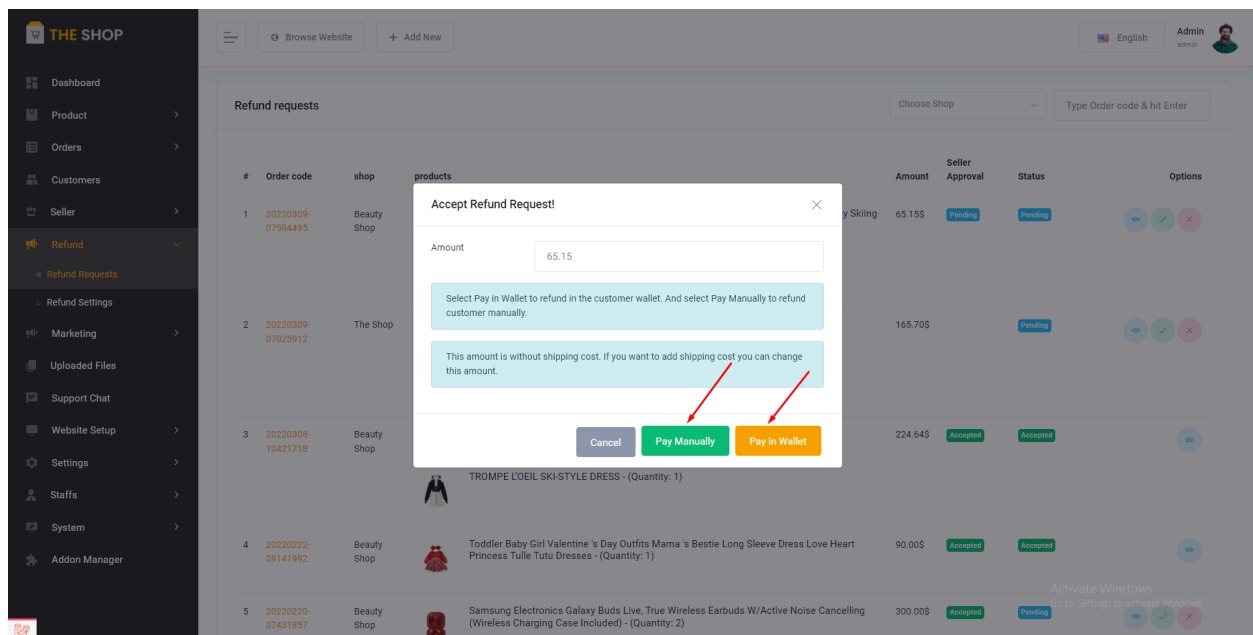 THE SHOP
Browse Website
+ Add New
English
Admin
admin
Dashboard
Product
Orders
Customers
Seller
Refund
Refund Requests
Refund Settings
Marketing
Uploaded Files
Support Chat
Website Setup
Settings
Staffs
System
Addon Manager
Refund requests
Choose Shop
Type Order code & hit Enter
# Order code shop products Amount Seller Approval Status Options
1 20220309-07594495 Beauty Shop y Skiing 65.15$ Pending Pending
2 20220309-07025912 The Shop 165.70$ Pending
3 20220308-10421718 Beauty Shop 224.64$ Accepted Accepted
TROMPE L'OEIL SKI-STYLE DRESS - (Quantity: 1)
4 20220222-09141992 Beauty Shop Toddler Baby Girl Valentine 's Day Outfits Mama 's Bestie Long Sleeve Dress Love Heart
Princess Tulle Tutu Dresses - (Quantity: 1) 90.00$ Accepted Accepted
5 20220220-07431857 Beauty Shop Samsung Electronics Galaxy Buds Live, True Wireless Earbuds W/Active Noise Cancelling
(Wireless Charging Case Included) - (Quantity: 2) 300.00$ Accepted Pending
Accept Refund Request!
Amount
65.15
Select Pay in Wallet to refund in the customer wallet. And select Pay Manually to refund
customer manually.
This amount is without shipping cost. If you want to add shipping cost you can change
this amount.
Cancel
Pay Manually
Pay in Wallet
Activate Windows
Go to Settings to activate Windows.